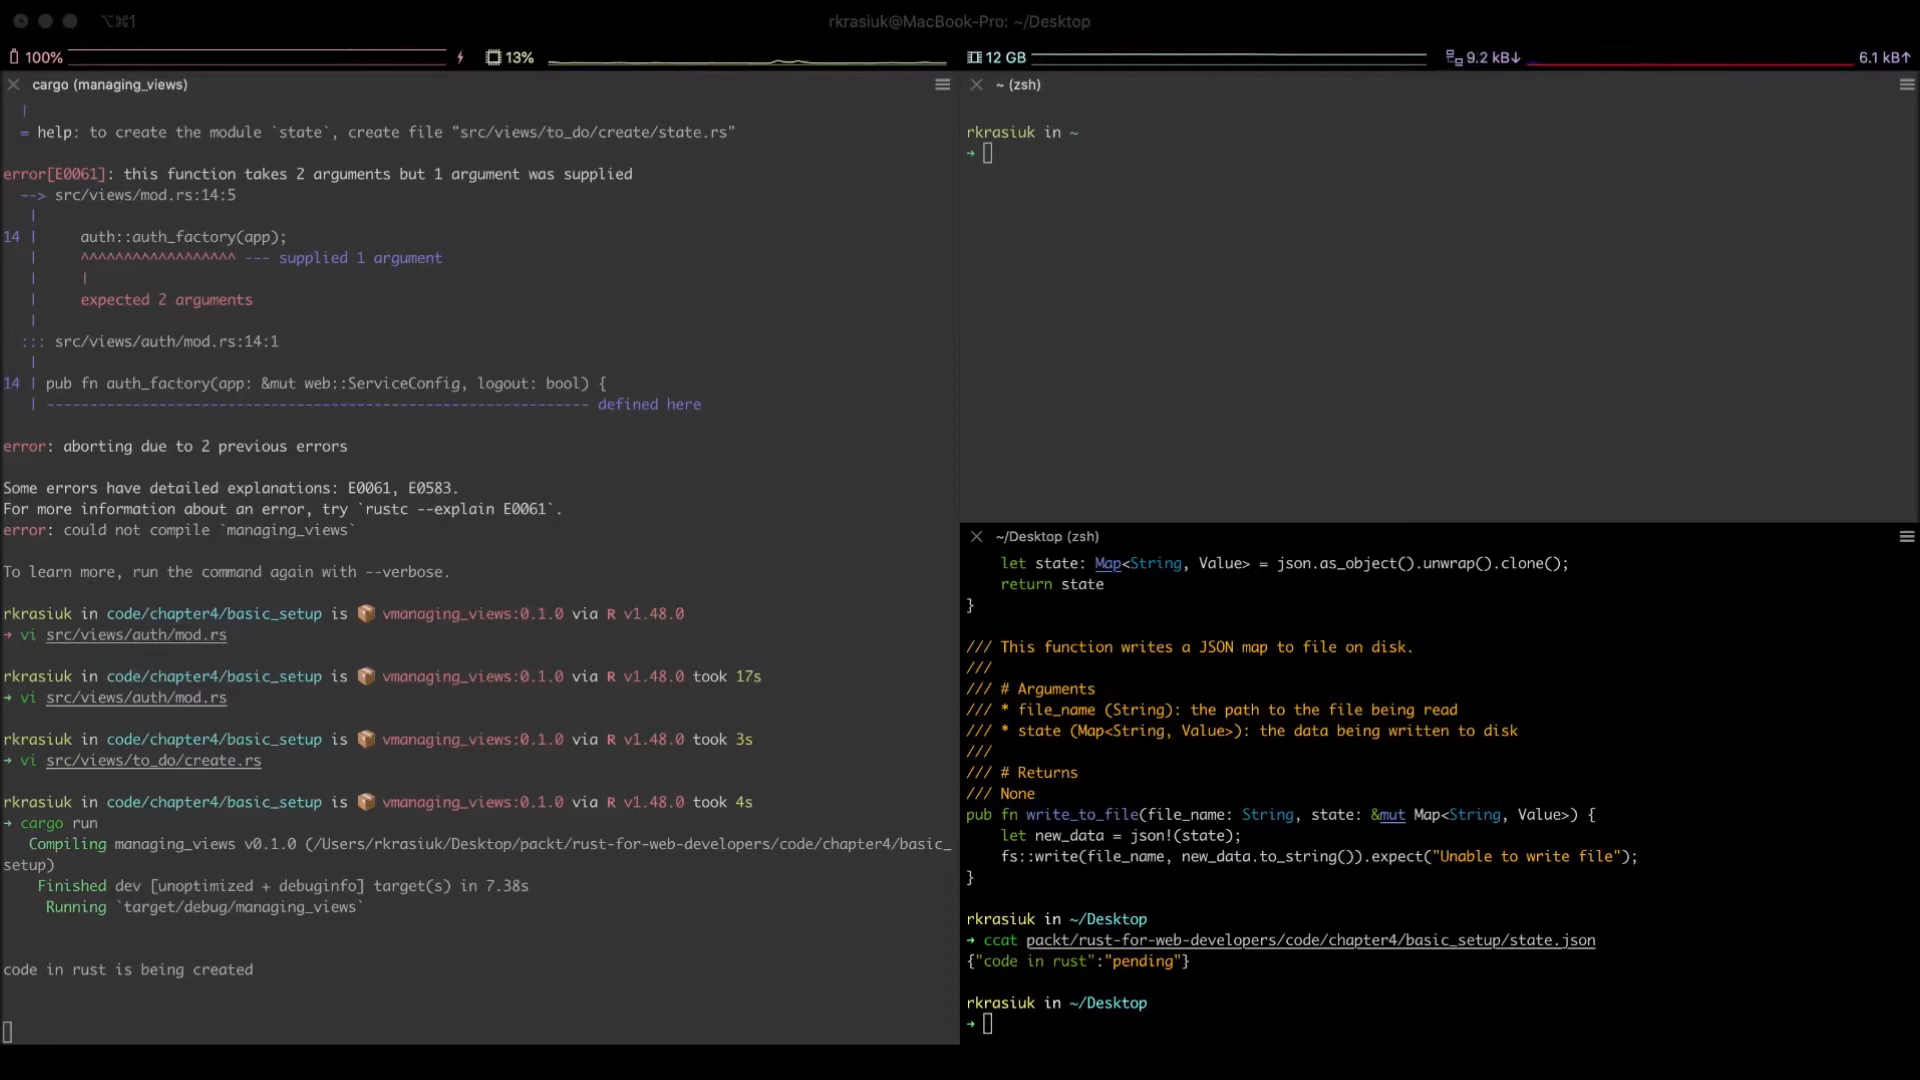 ⌥⌘1
rkrasiuk@MacBook-Pro: ~/Desktop
100%
13%
12 GB
9.2 kB↓
6.1 kB↑
cargo (managing_views)
|
= help: to create the module `state`, create file "src/views/to_do/create/state.rs"
error[E0061]: this function takes 2 arguments but 1 argument was supplied
--> src/views/mod.rs:14:5
|
14 | auth::auth_factory(app);
| ^^^^^^^^^^^^^^^^^^ --- supplied 1 argument
| |
| expected 2 arguments
|
::: src/views/auth/mod.rs:14:1
|
14 | pub fn auth_factory(app: &mut web::ServiceConfig, logout: bool) {
| --------------------------------------------------------------- defined here
error: aborting due to 2 previous errors
Some errors have detailed explanations: E0061, E0583.
For more information about an error, try `rustc --explain E0061`.
error: could not compile `managing_views`
To learn more, run the command again with --verbose.
rkrasiuk in code/chapter4/basic_setup is 📦 vmanaging_views:0.1.0 via R v1.48.0
➜ vi src/views/auth/mod.rs
rkrasiuk in code/chapter4/basic_setup is 📦 vmanaging_views:0.1.0 via R v1.48.0 took 17s
➜ vi src/views/auth/mod.rs
rkrasiuk in code/chapter4/basic_setup is 📦 vmanaging_views:0.1.0 via R v1.48.0 took 3s
➜ vi src/views/to_do/create.rs
rkrasiuk in code/chapter4/basic_setup is 📦 vmanaging_views:0.1.0 via R v1.48.0 took 4s
➜ cargo run
Compiling managing_views v0.1.0 (/Users/rkrasiuk/Desktop/packt/rust-for-web-developers/code/chapter4/basic_
setup)
Finished dev [unoptimized + debuginfo] target(s) in 7.38s
Running `target/debug/managing_views`
code in rust is being created
~ (zsh)
rkrasiuk in ~
➜
~/Desktop (zsh)
let state: Map<String, Value> = json.as_object().unwrap().clone();
return state
}
/// This function writes a JSON map to file on disk.
///
/// # Arguments
/// * file_name (String): the path to the file being read
/// * state (Map<String, Value>): the data being written to disk
///
/// # Returns
/// None
pub fn write_to_file(file_name: String, state: &mut Map<String, Value>) {
let new_data = json!(state);
fs::write(file_name, new_data.to_string()).expect("Unable to write file");
}
rkrasiuk in ~/Desktop
➜ ccat packt/rust-for-web-developers/code/chapter4/basic_setup/state.json
{"code in rust":"pending"}
rkrasiuk in ~/Desktop
➜